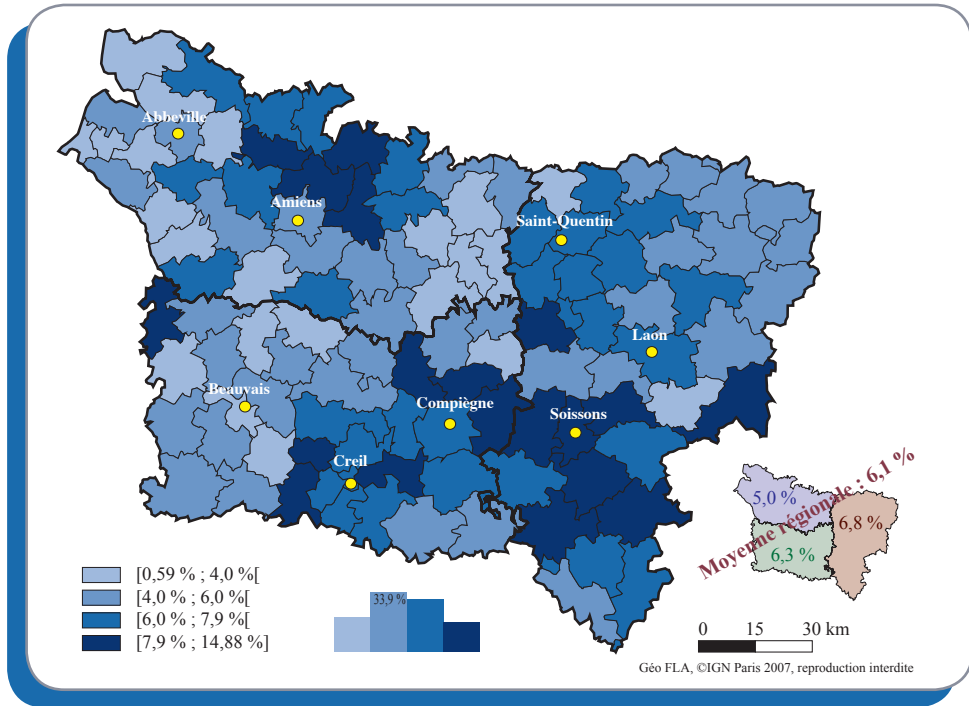 Abbeville
Amiens
Saint-Quentin
Laon
Beauvais
Compiègne
Soissons
Creil
Moyenne régionale : 6,1 %
5,0 %
6,8 %
6,3 %
[0,59 % ; 4,0 %[
[4,0 % ; 6,0 %[
[6,0 % ; 7,9 %[
[7,9 % ; 14,88 %]
33,9 %
0 15 30 km
Géo FLA, ©IGN Paris 2007, reproduction interdite